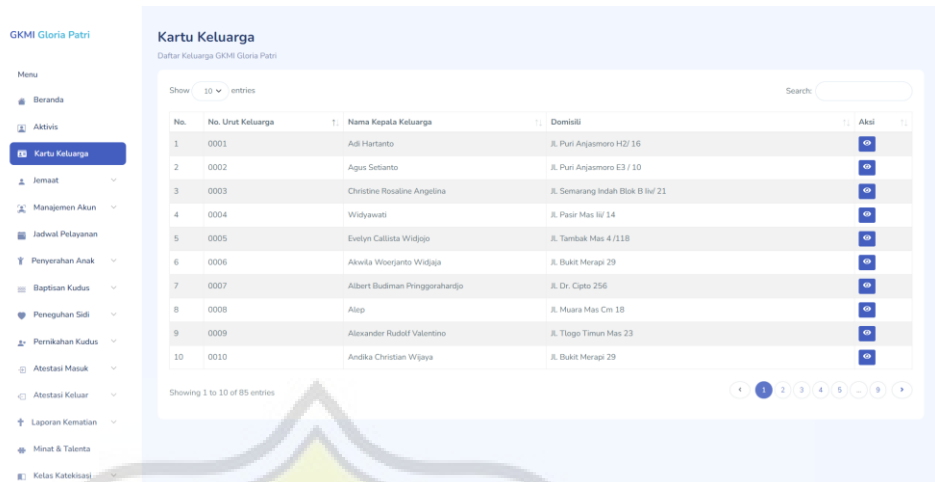 GKMI Gloria Patri
Menu
Beranda
Aktivis
Kartu Keluarga
Jemaat
Manajemen Akun
Jadwal Pelayanan
Penyerahan Anak
Baptisan Kudus
Peneguhan Sidi
Pernikahan Kudus
Atestasi Masuk
Atestasi Keluar
Laporan Kematian
Minat & Talenta
Kelas Katekisasi
Kartu Keluarga
Daftar Keluarga GKMI Gloria Patri
Show 10 entries Search:
No. No. Urut Keluarga Nama Kepala Keluarga Domisili Aksi
1 0001 Adi Hartanto Jl. Puri Anjasmoro H2/ 16
2 0002 Agus Setianto Jl. Puri Anjasmoro E3 / 10
3 0003 Christine Rosaline Angelina Jl. Semarang Indah Blok B Iiv/ 21
4 0004 Widyawati Jl. Pasir Mas Iii/ 14
5 0005 Evelyn Callista Widjojo Jl. Tambak Mas 4 /118
6 0006 Akwila Woerjanto Widjaja Jl. Bukit Merapi 29
7 0007 Albert Budiman Pringgorahardjo Jl. Dr. Cipto 256
8 0008 Alep Jl. Muara Mas Cm 18
9 0009 Alexander Rudolf Valentino Jl. Tlogo Timun Mas 23
10 0010 Andika Christian Wijaya Jl. Bukit Merapi 29
Showing 1 to 10 of 85 entries 1 2 3 4 5 ... 9